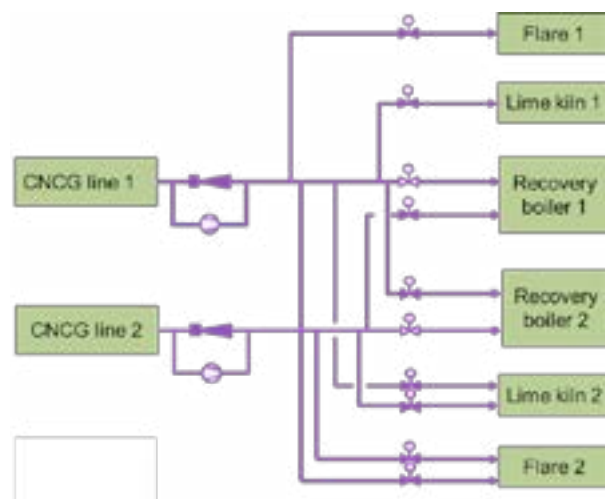 Flare 1
Lime kiln 1
CNCG line 1
Recovery
boiler 1
Recovery
boiler 2
CNCG line 2
Lime kiln 2
Flare 2